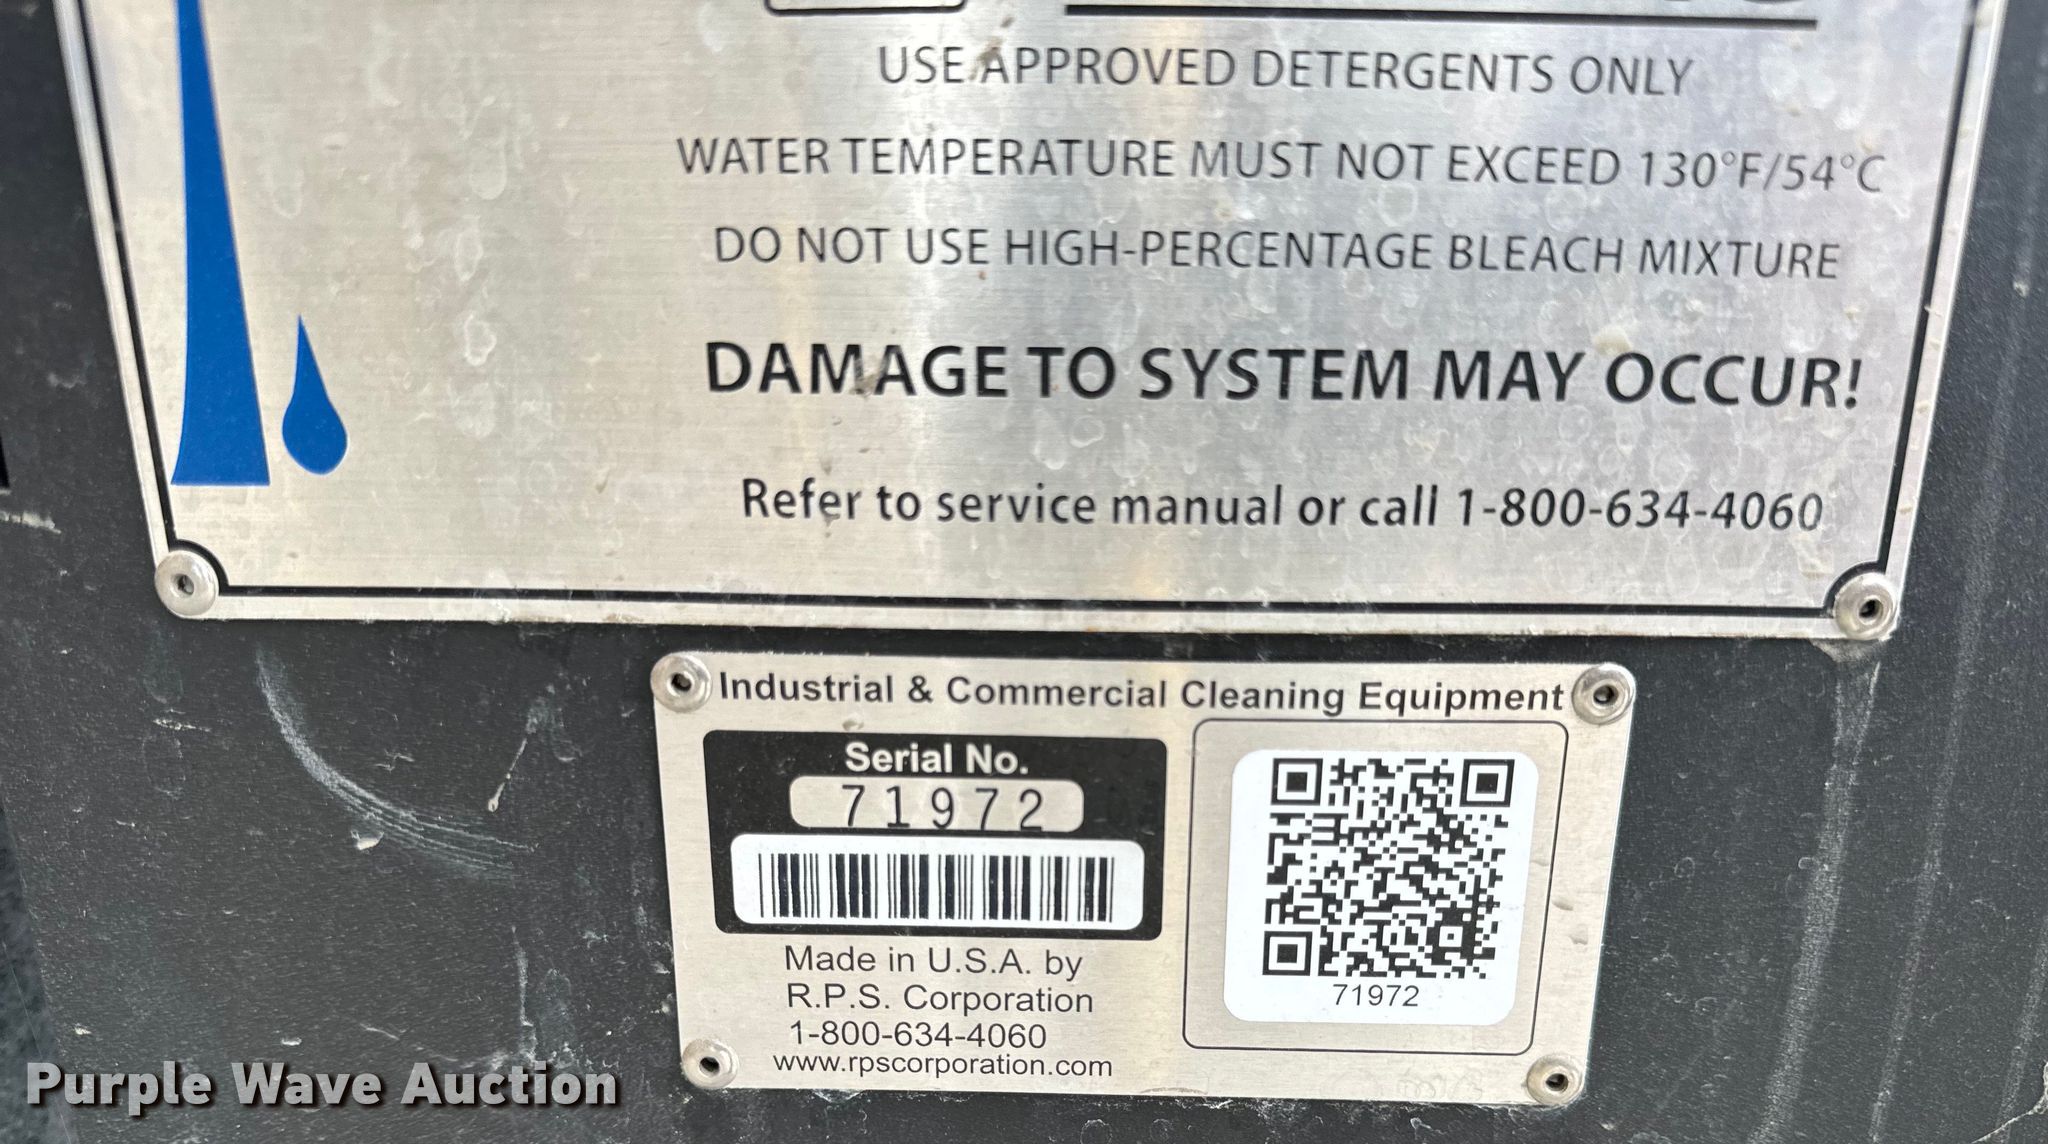 USE APPROVED DETERGENTS ONLY
WATER TEMPERATURE MUST NOT EXCEED 130°F/54°C
DO NOT USE HIGH-PERCENTAGE BLEACH MIXTURE
DAMAGE TO SYSTEM MAY OCCUR!
Refer to service manual or call 1-800-634-4060
Industrial & Commercial Cleaning Equipment
Serial No.
71972
Made in U.S.A. by
R.P.S. Corporation
1-800-634-4060
www.rpscorporation.com
71972
Purple Wave Auction